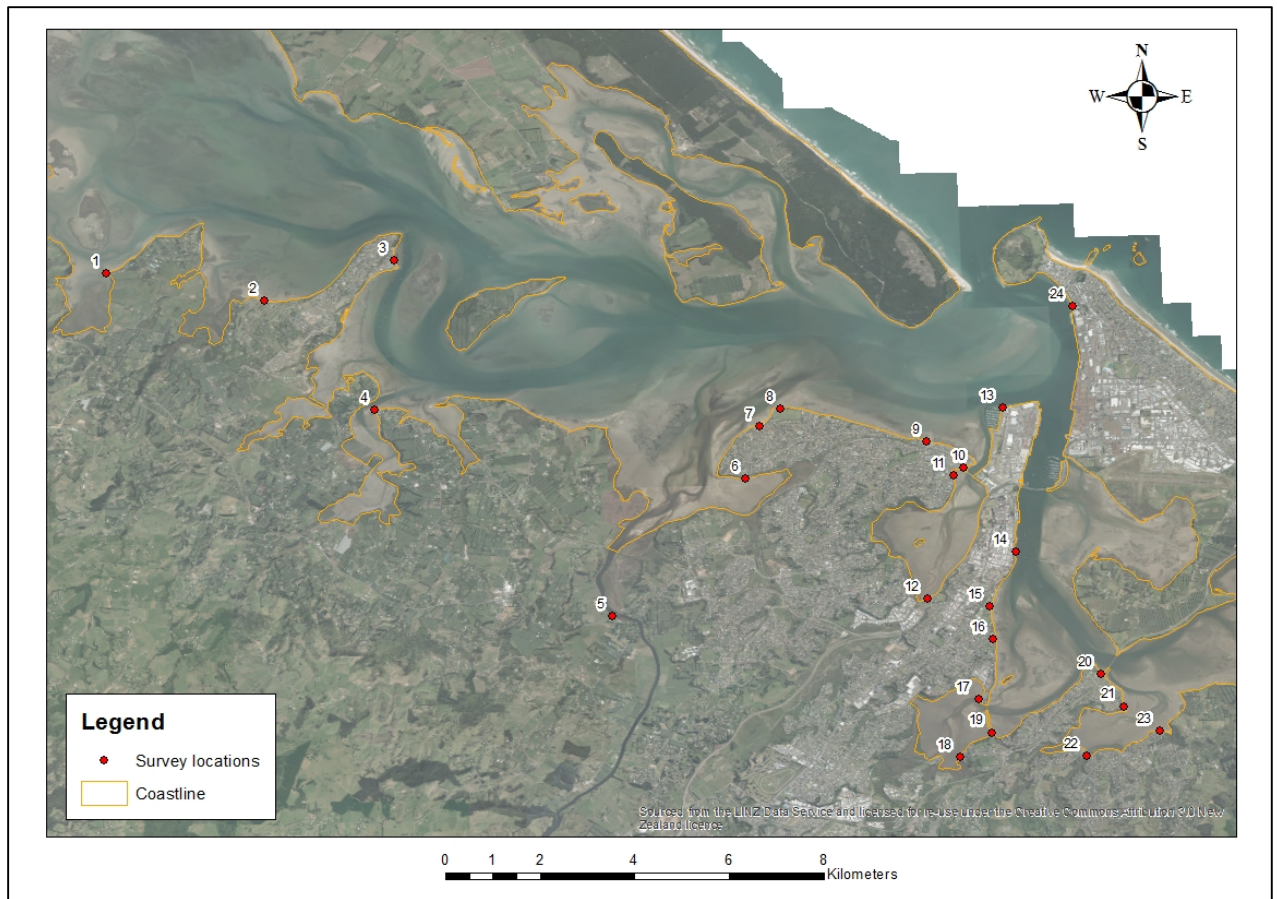 N
W E
S
1
2
3
4
5
6
7
8
9
10
11
12
13
14
15
16
17
18
19
20
21
22
23
24
Legend
Survey locations
Coastline
Sourced from the LINZ Data Service and licensed for re-use under the Creative Commons Attribution 3.0 New
Zealand licence
0 1 2 4 6 8
Kilometers